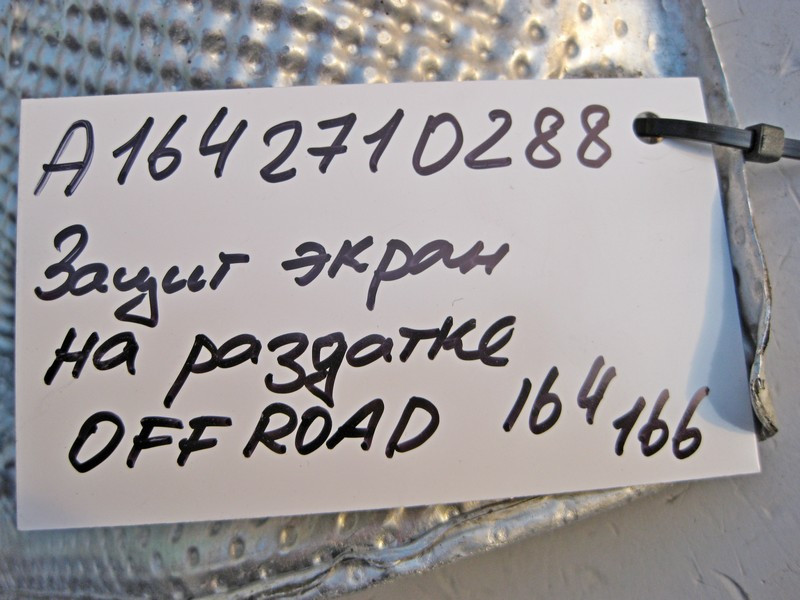 A1642710288
Защит экран
на раздатке
OFF ROAD 164 166